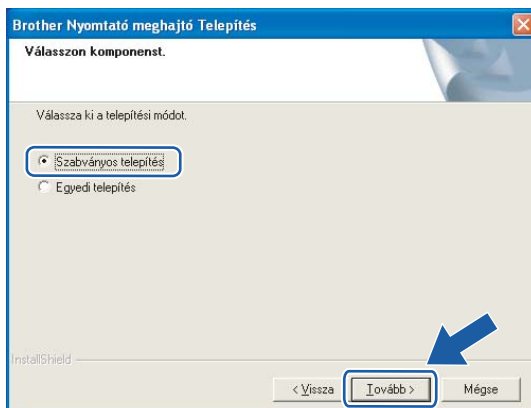 Brother Nyomtató meghajtó Telepítés
Válasszon komponenst.
Válassza ki a telepítési módot.
Szabványos telepítés
Egyedi telepítés
InstallShield
< Vissza Tovább > Mégse